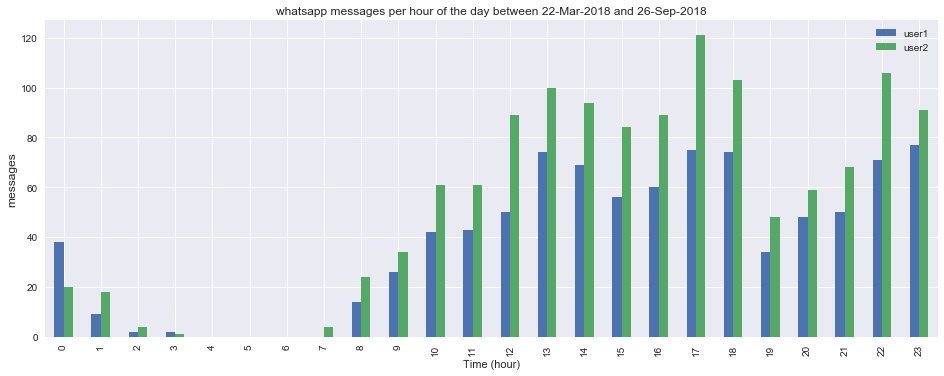 whatsapp messages per hour of the day between 22-Mar-2018 and 26-Sep-2018
user1
user2
messages
120
100
80
60
40
20
0
0 1 2 3 4 5 6 7 8 9 10 11 12 13 14 15 16 17 18 19 20 21 22 23
Time (hour)